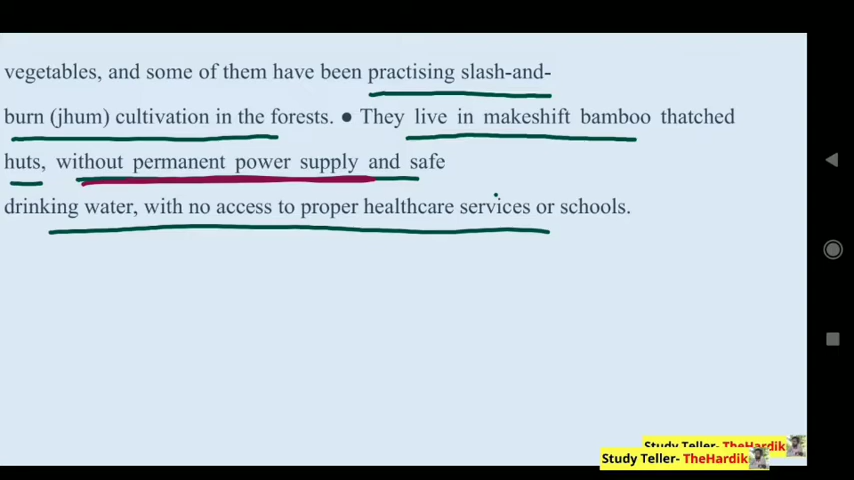 vegetables, and some of them have been practising slash-and-
burn (jhum) cultivation in the forests. ● They live in makeshift bamboo thatched
huts, without permanent power supply and safe
drinking water, with no access to proper healthcare services or schools.
Study Teller- TheHardik
Study Teller- TheHardik